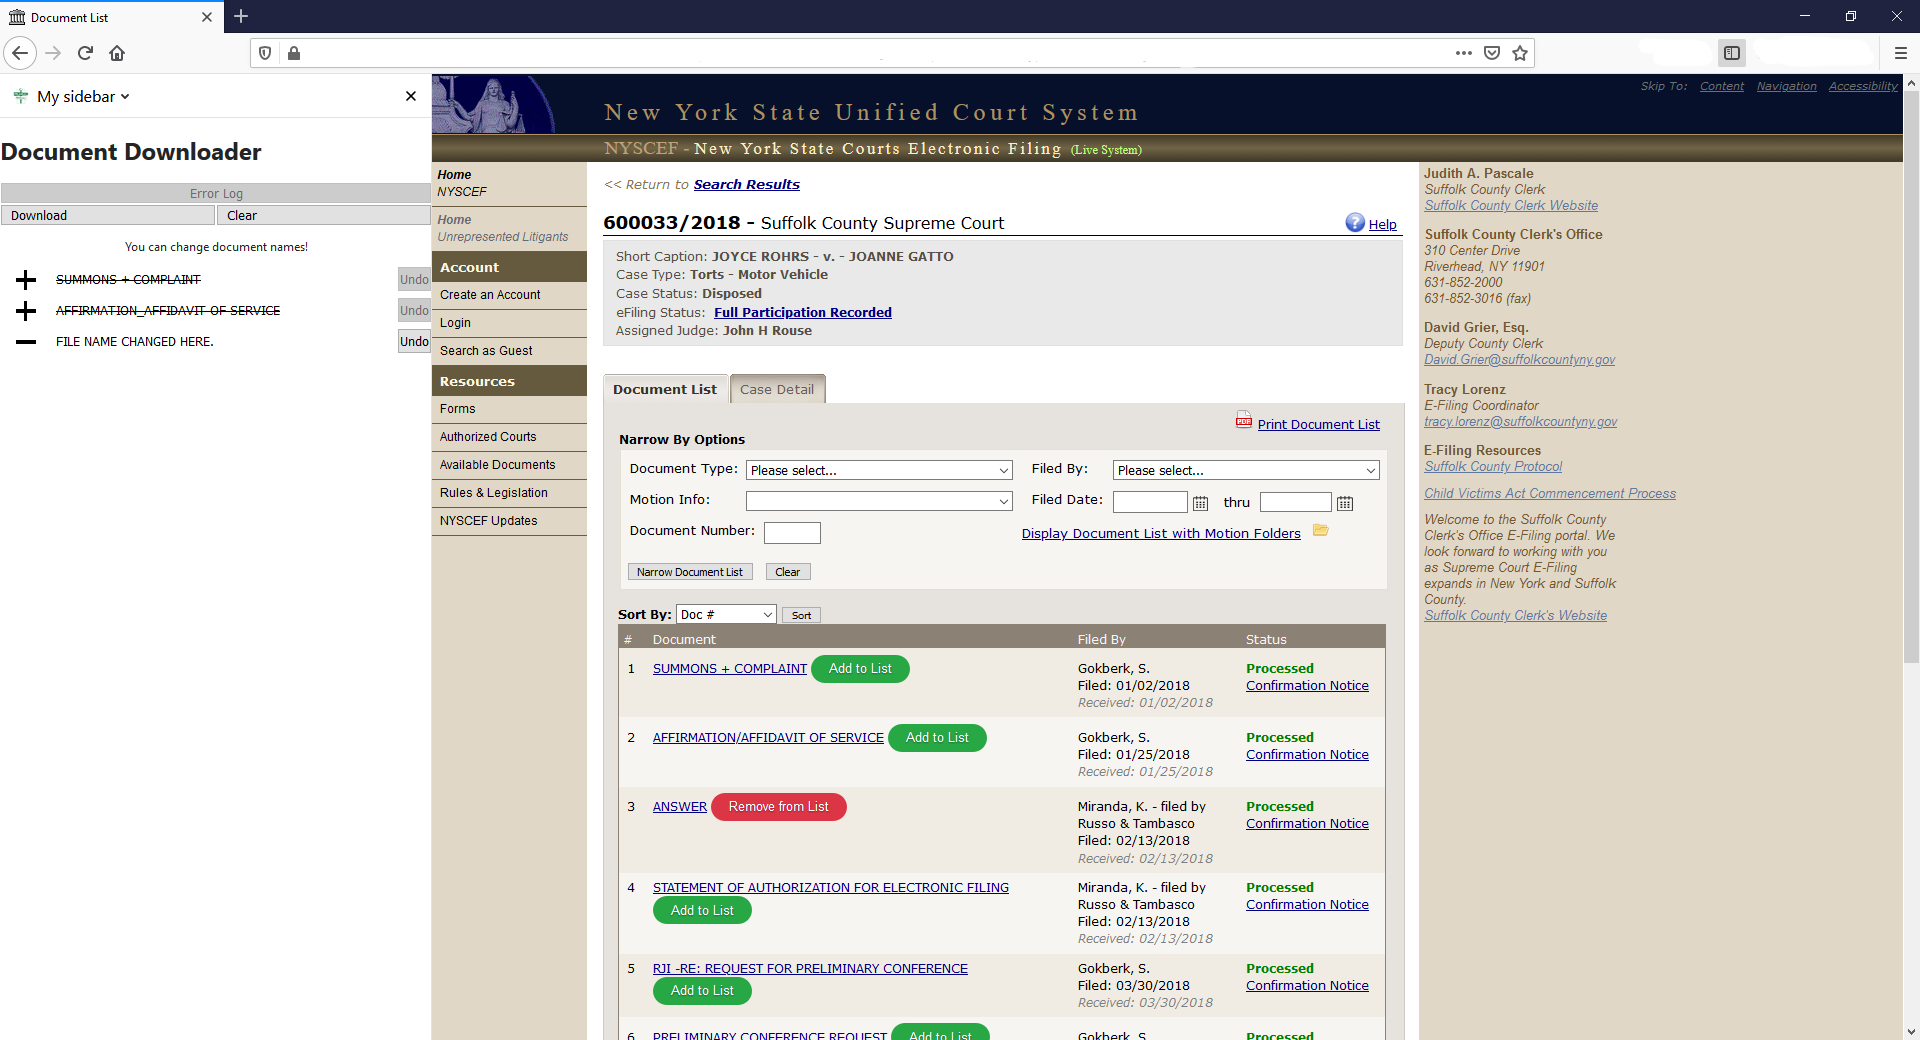 Document List
My sidebar
Document Downloader
Error Log
Download
Clear
You can change document names!
SUMMONS + COMPLAINT
Undo
AFFIRMATION_AFFIDAVIT OF SERVICE
Undo
FILE NAME CHANGED HERE.
Undo
Skip To: Content Navigation Accessibility
New York State Unified Court System
NYSCEF - New York State Courts Electronic Filing (Live System)
Home
NYSCEF
Home
Unrepresented Litigants
Account
Create an Account
Login
Search as Guest
Resources
Forms
Authorized Courts
Available Documents
Rules & Legislation
NYSCEF Updates
<< Return to Search Results
600033/2018 - Suffolk County Supreme Court
Help
Short Caption: JOYCE ROHRS - v. - JOANNE GATTO
Case Type: Torts - Motor Vehicle
Case Status: Disposed
eFiling Status: Full Participation Recorded
Assigned Judge: John H Rouse
Document List
Case Detail
PDF
Print Document List
Narrow By Options
Document Type: Please select...
Filed By: Please select...
Motion Info:
Filed Date: thru
Document Number:
Display Document List with Motion Folders
Narrow Document List
Clear
Sort By: Doc # Sort
# Document Filed By Status
1 SUMMONS + COMPLAINT Add to List
Gokberk, S.
Filed: 01/02/2018
Received: 01/02/2018
Processed
Confirmation Notice
2 AFFIRMATION/AFFIDAVIT OF SERVICE Add to List
Gokberk, S.
Filed: 01/25/2018
Received: 01/25/2018
Processed
Confirmation Notice
3 ANSWER Remove from List
Miranda, K. - filed by
Russo & Tambasco
Filed: 02/13/2018
Received: 02/13/2018
Processed
Confirmation Notice
4 STATEMENT OF AUTHORIZATION FOR ELECTRONIC FILING
Add to List
Miranda, K. - filed by
Russo & Tambasco
Filed: 02/13/2018
Received: 02/13/2018
Processed
Confirmation Notice
5 RJI -RE: REQUEST FOR PRELIMINARY CONFERENCE
Add to List
Gokberk, S.
Filed: 03/30/2018
Received: 03/30/2018
Processed
Confirmation Notice
6 PRELIMINARY CONFERENCE REQUEST Add to List
Gokberk, S.
Processed
Judith A. Pascale
Suffolk County Clerk
Suffolk County Clerk Website
Suffolk County Clerk's Office
310 Center Drive
Riverhead, NY 11901
631-852-2000
631-852-3016 (fax)
David Grier, Esq.
Deputy County Clerk
David.Grier@suffolkcountyny.gov
Tracy Lorenz
E-Filing Coordinator
tracy.lorenz@suffolkcountyny.gov
E-Filing Resources
Suffolk County Protocol
Child Victims Act Commencement Process
Welcome to the Suffolk County
Clerk's Office E-Filing portal. We
look forward to working with you
as Supreme Court E-Filing
expands in New York and Suffolk
County.
Suffolk County Clerk's Website